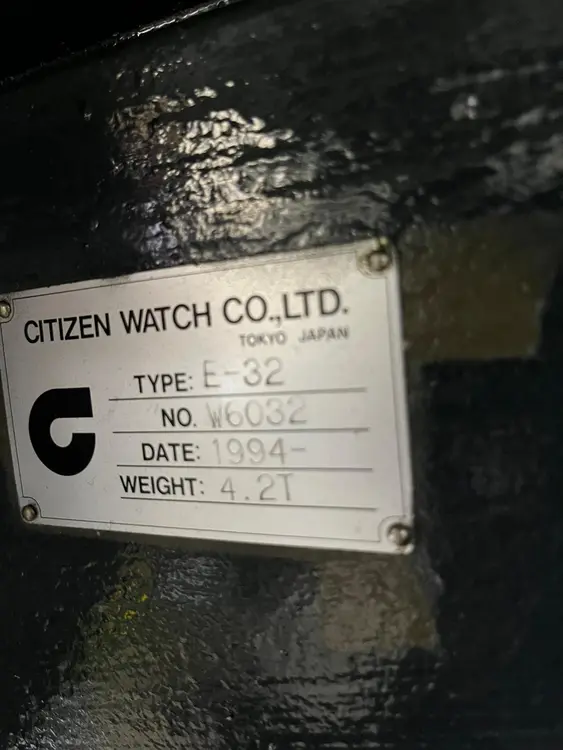 CITIZEN WATCH CO.,LTD.
TOKYO JAPAN
TYPE: E-32
NO. W6032
DATE: 1994-
WEIGHT: 4.2T